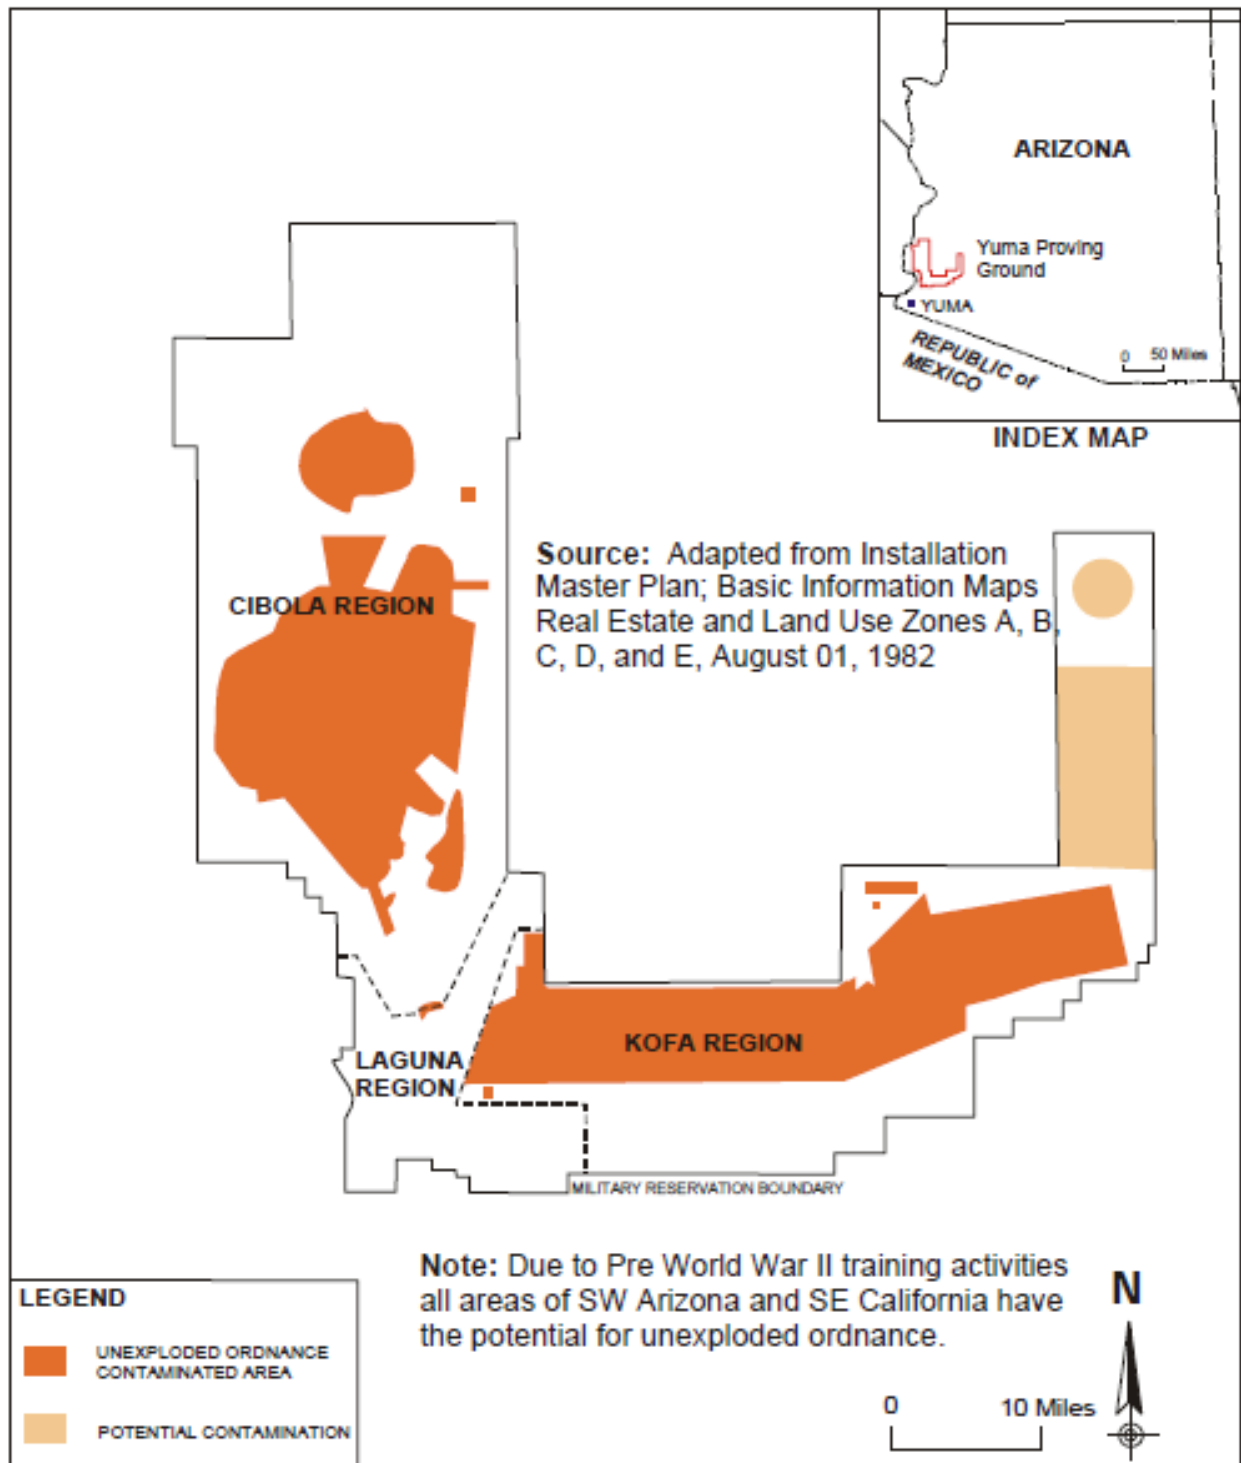 ARIZONA
Yuma Proving
Ground
YUMA
REPUBLIC of
MEXICO
0 50 Miles
INDEX MAP
Source: Adapted from Installation
Master Plan; Basic Information Maps
Real Estate and Land Use Zones A, B,
C, D, and E, August 01, 1982
CIBOLA REGION
KOFA REGION
LAGUNA
REGION
MILITARY RESERVATION BOUNDARY
Note: Due to Pre World War II training activities
all areas of SW Arizona and SE California have
the potential for unexploded ordnance.
LEGEND
UNEXPLODED ORDNANCE
CONTAMINATED AREA
POTENTIAL CONTAMINATION
N
0 10 Miles